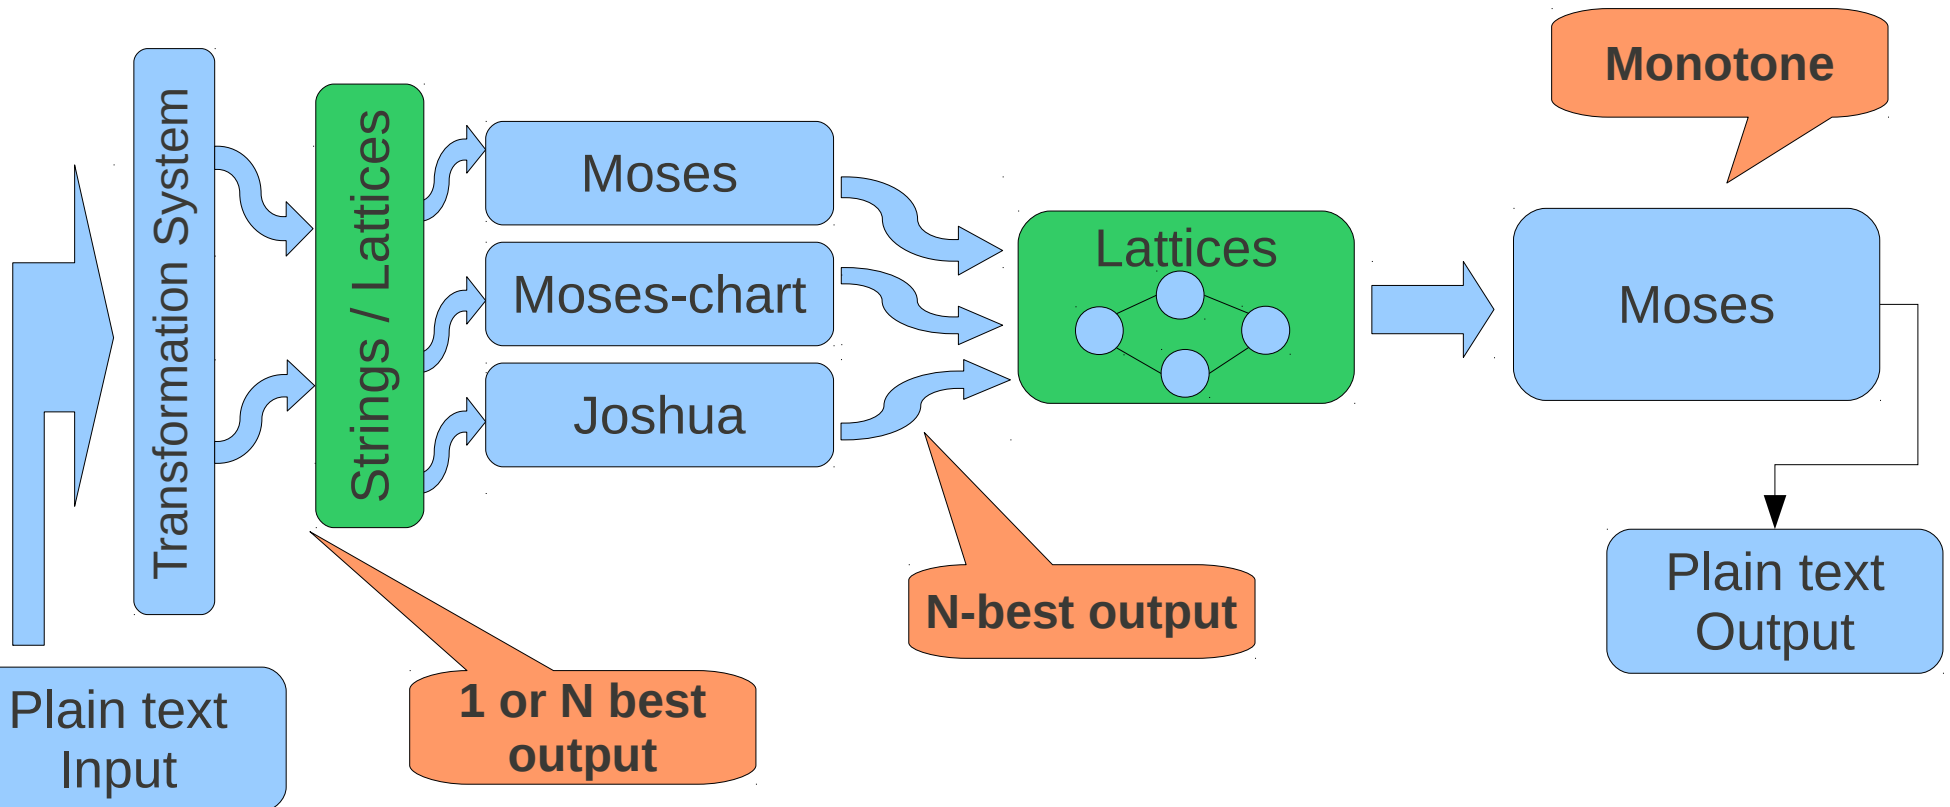 Transformation System
Strings / Lattices
Moses
Moses-chart
Joshua
Lattices
Monotone
Moses
N-best output
1 or N best
output
Plain text
Output
Plain text
Input